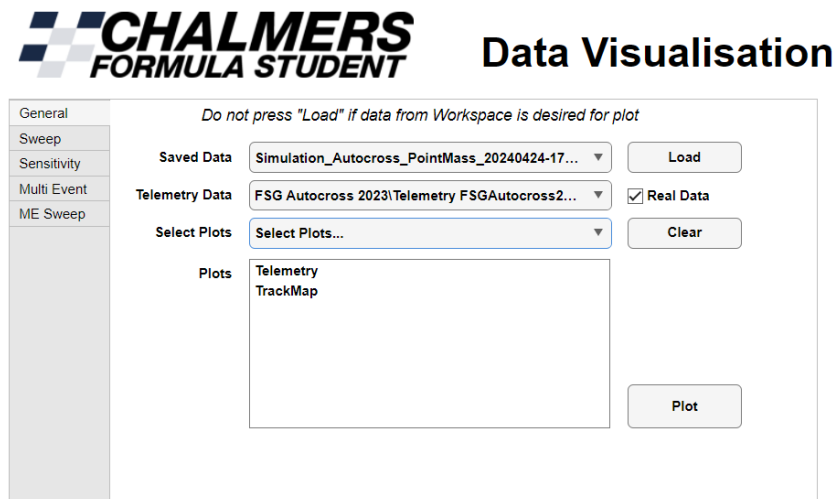 CHALMERS
FORMULA STUDENT
Data Visualisation
General
Sweep
Sensitivity
Multi Event
ME Sweep
Do not press "Load" if data from Workspace is desired for plot
Saved Data
Simulation_Autocross_PointMass_20240424-17...
Load
Telemetry Data
FSG Autocross 2023\Telemetry FSGAutocross2...
Real Data
Select Plots
Select Plots...
Clear
Plots
Telemetry
TrackMap
Plot